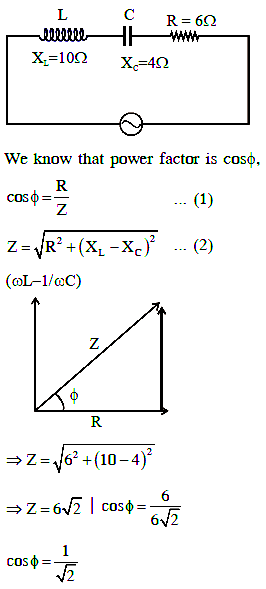 L C R = 6Ω
X_L=10Ω X_C=4Ω
We know that power factor is cosϕ,
cosϕ = R/Z ... (1)
Z = √(R² + (X_L − X_C)²) ... (2)
(ωL–1/ωC)
Z
ϕ
R
⇒ Z = √(6² + (10 − 4)²)
⇒ Z = 6√2 | cosϕ = 6/(6√2)
cosϕ = 1/√2